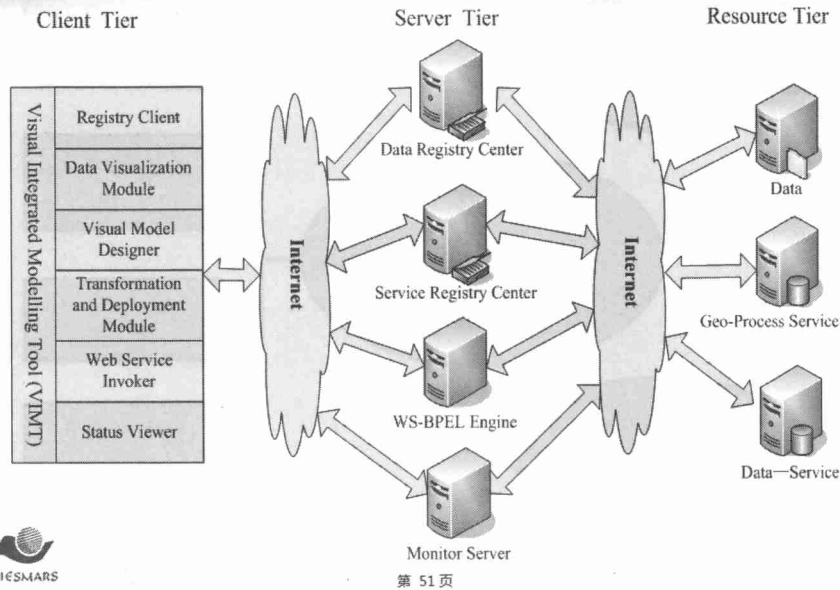 Client Tier
Server Tier
Resource Tier
Visual Integrated Modelling Tool (VIMT)
Registry Client
Data Visualization
Module
Visual Model
Designer
Transformation
and Deployment
Module
Web Service
Invoker
Status Viewer
Internet
Data Registry Center
Service Registry Center
WS-BPEL Engine
Monitor Server
Internet
Data
Geo-Process Service
Data—Service
IESMARS
第 51 页